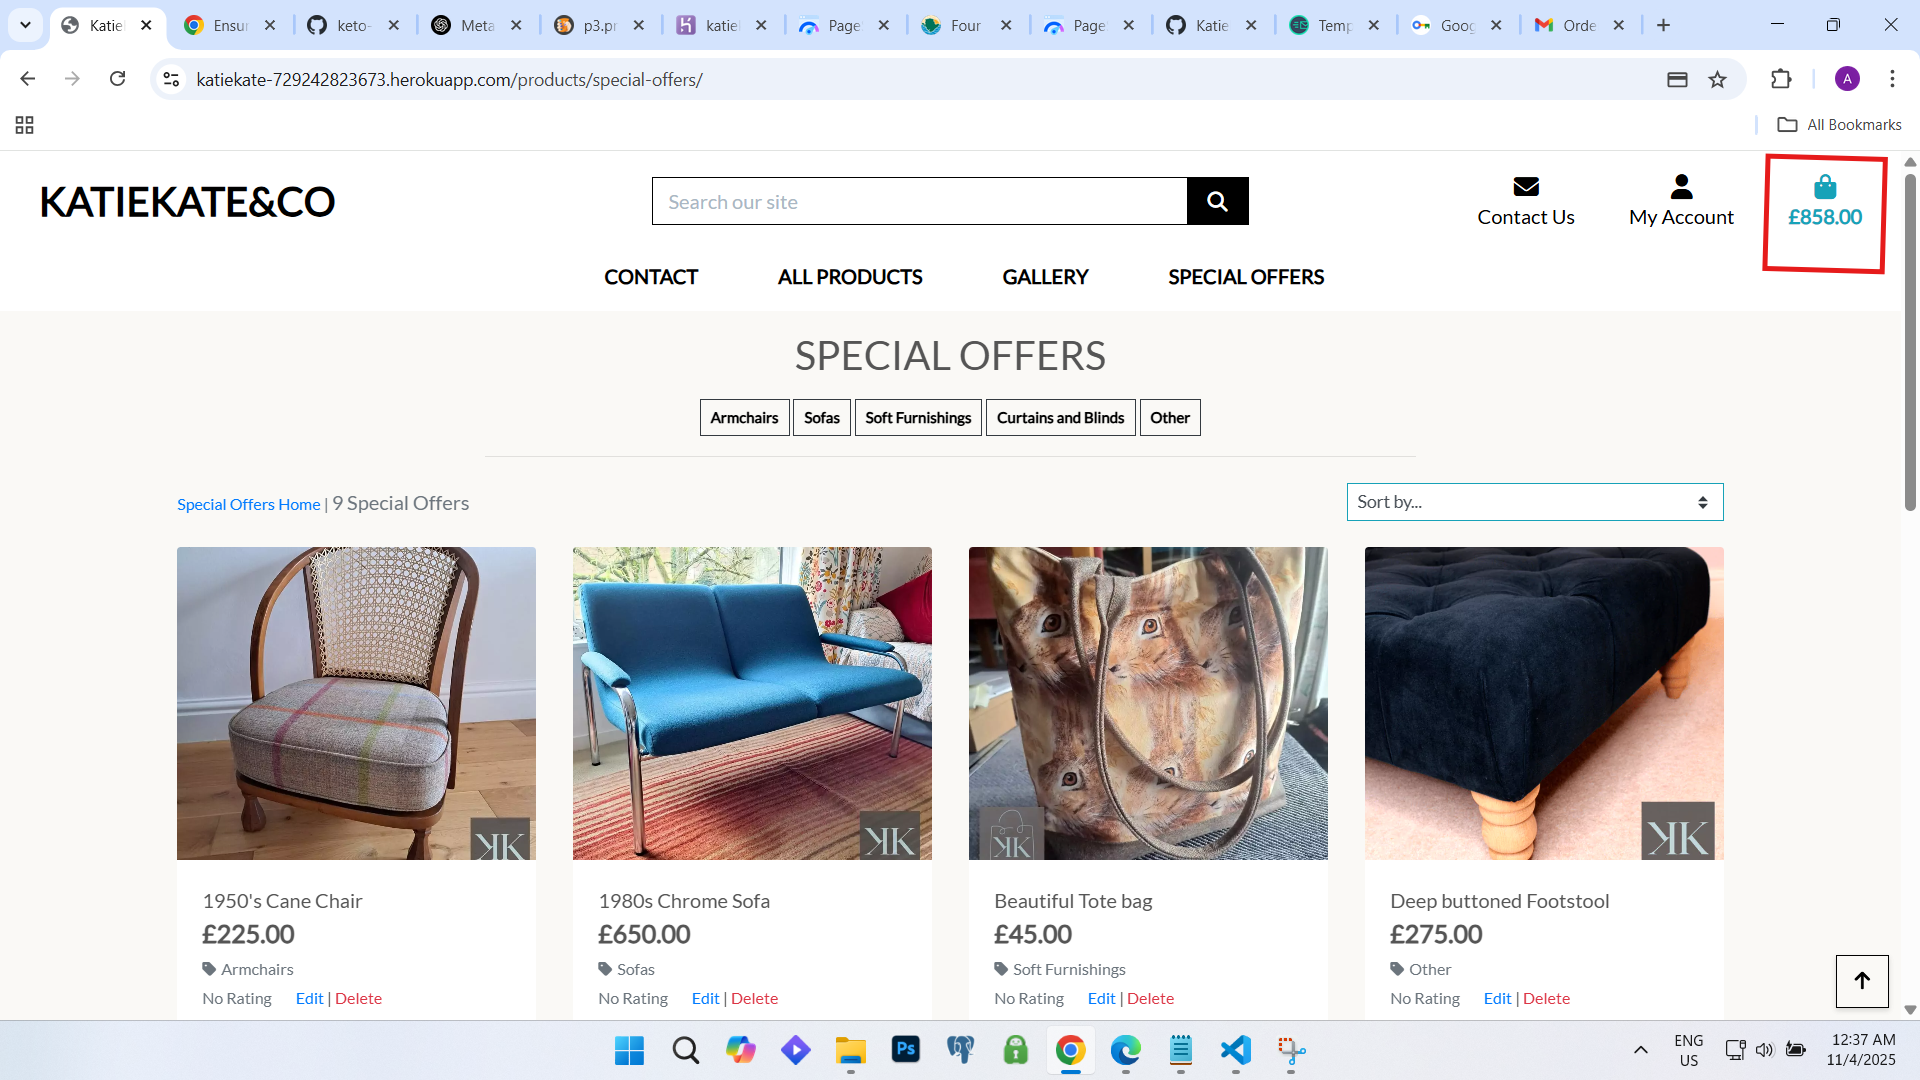 Katie
Ensur
keto-
Meta
p3.pr
katie
Page
Four
Page
Katie
Temp
Goog
Orde
katiekate-729242823673.herokuapp.com/products/special-offers/
A
All Bookmarks
KATIEKATE&CO
Search our site
Contact Us
My Account
£858.00
CONTACT
ALL PRODUCTS
GALLERY
SPECIAL OFFERS
SPECIAL OFFERS
Armchairs
Sofas
Soft Furnishings
Curtains and Blinds
Other
Special Offers Home | 9 Special Offers
Sort by...
KK
KK
KK
KK
1950's Cane Chair
£225.00
Armchairs
No Rating Edit | Delete
1980s Chrome Sofa
£650.00
Sofas
No Rating Edit | Delete
Beautiful Tote bag
£45.00
Soft Furnishings
No Rating Edit | Delete
Deep buttoned Footstool
£275.00
Other
No Rating Edit | Delete
Ps
ENG
US
12:37 AM
11/4/2025